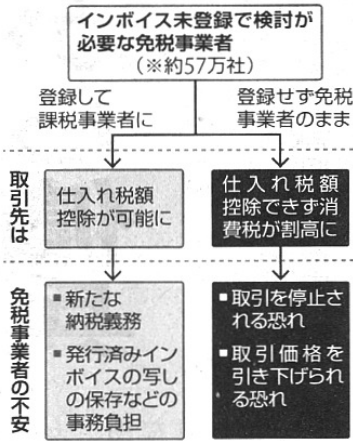 インボイス未登録で検討が
必要な免税事業者
（※約57万社）
登録して
課税事業者に
登録せず免税
事業者のまま
取引先は
仕入れ税額
控除が可能に
仕入れ税額
控除できず消
費税が割高に
免税事業者の不安
■新たな
納税義務
■発行済みイン
ボイスの写し
の保存などの
事務負担
■取引を停止さ
れる恐れ
■取引価格を
引き下げられ
る恐れ